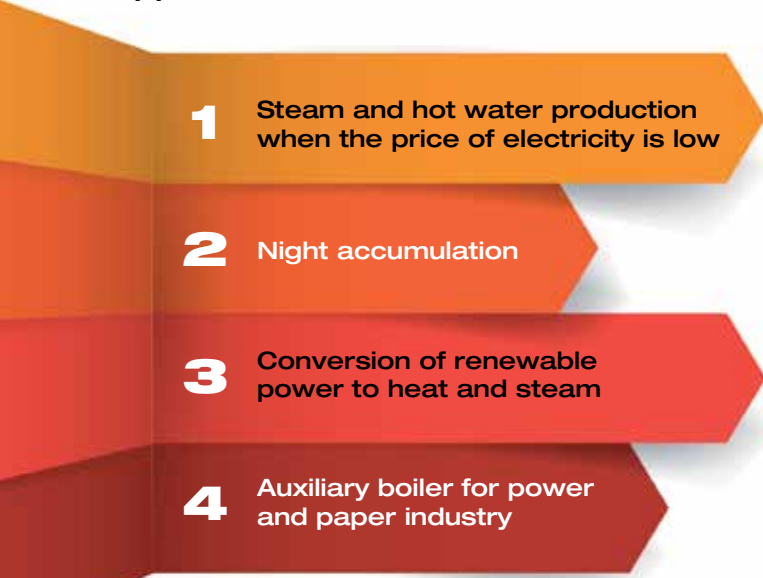 1
Steam and hot water production
when the price of electricity is low
2
Night accumulation
3
Conversion of renewable
power to heat and steam
4
Auxiliary boiler for power
and paper industry